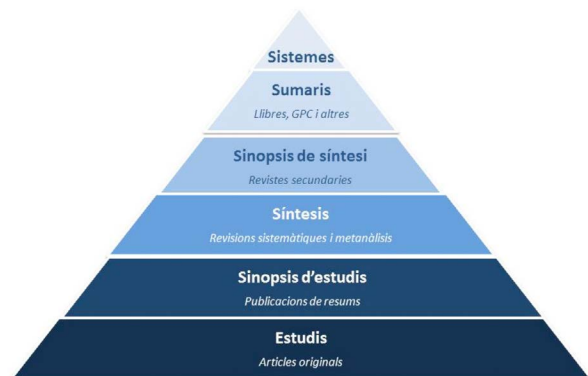 Sistemes
Sumaris
Llibres, GPC i altres
Sinopsis de síntesi
Revistes secundaries
Síntesis
Revisions sistemàtiques i metanàlisis
Sinopsis d'estudis
Publicacions de resums
Estudis
Articles originals